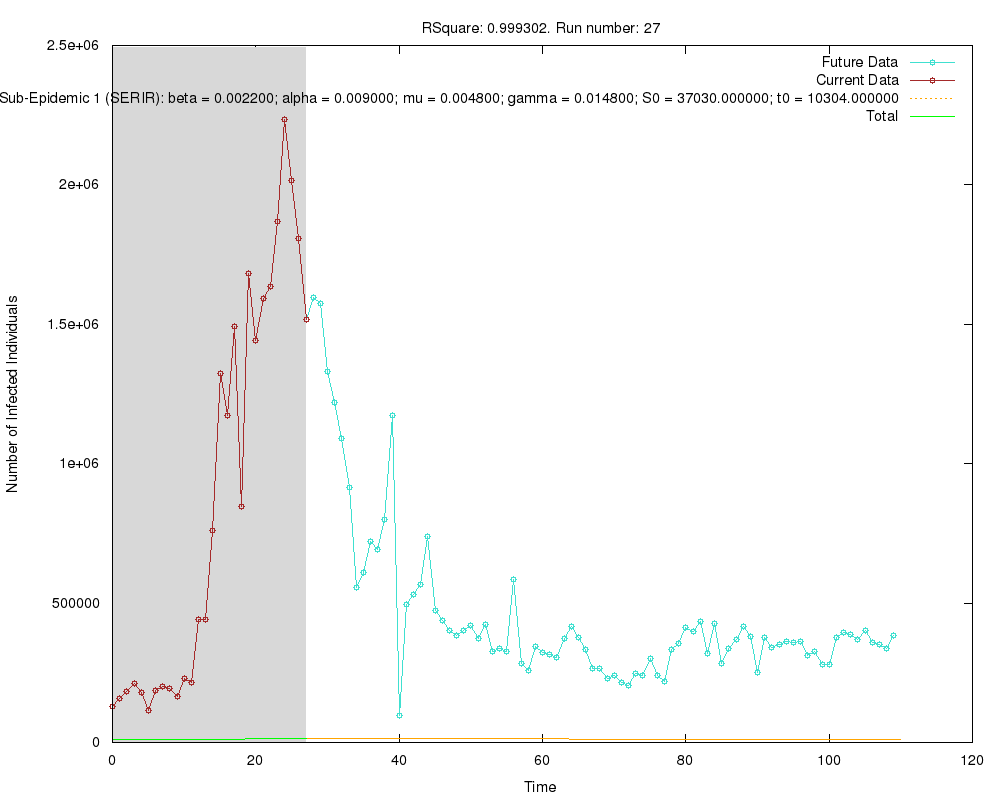 RSquare: 0.999302. Run number: 27
2.5e+06
Future Data
Current Data
Sub-Epidemic 1 (SERIR): beta = 0.002200; alpha = 0.009000; mu = 0.004800; gamma = 0.014800; S0 = 37030.000000; t0 = 10304.000000
Total
2e+06
1.5e+06
Number of Infected Individuals
1e+06
500000
0
0 20 40 60 80 100 120
Time